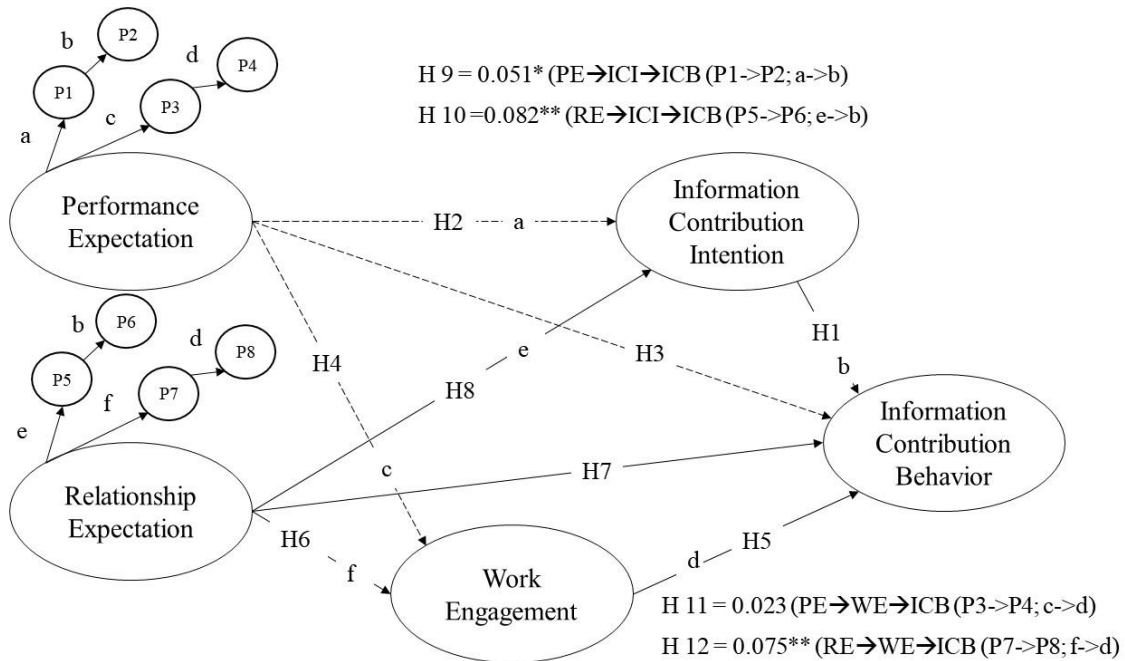 b
P2
d
P4
P1
P3
c
a
H 9 = 0.051* (PE→ICI→ICB (P1->P2; a->b)
H 10 =0.082** (RE→ICI→ICB (P5->P6; e->b)
Performance
Expectation
H2
a
Information
Contribution
Intention
b
P6
d
P8
P5
P7
f
e
H4
H3
e
H8
H1
b
Information
Contribution
Behavior
Relationship
Expectation
c
H7
H6
f
Work
Engagement
d
H5
H 11 = 0.023 (PE→WE→ICB (P3->P4; c->d)
H 12 = 0.075** (RE→WE→ICB (P7->P8; f->d)